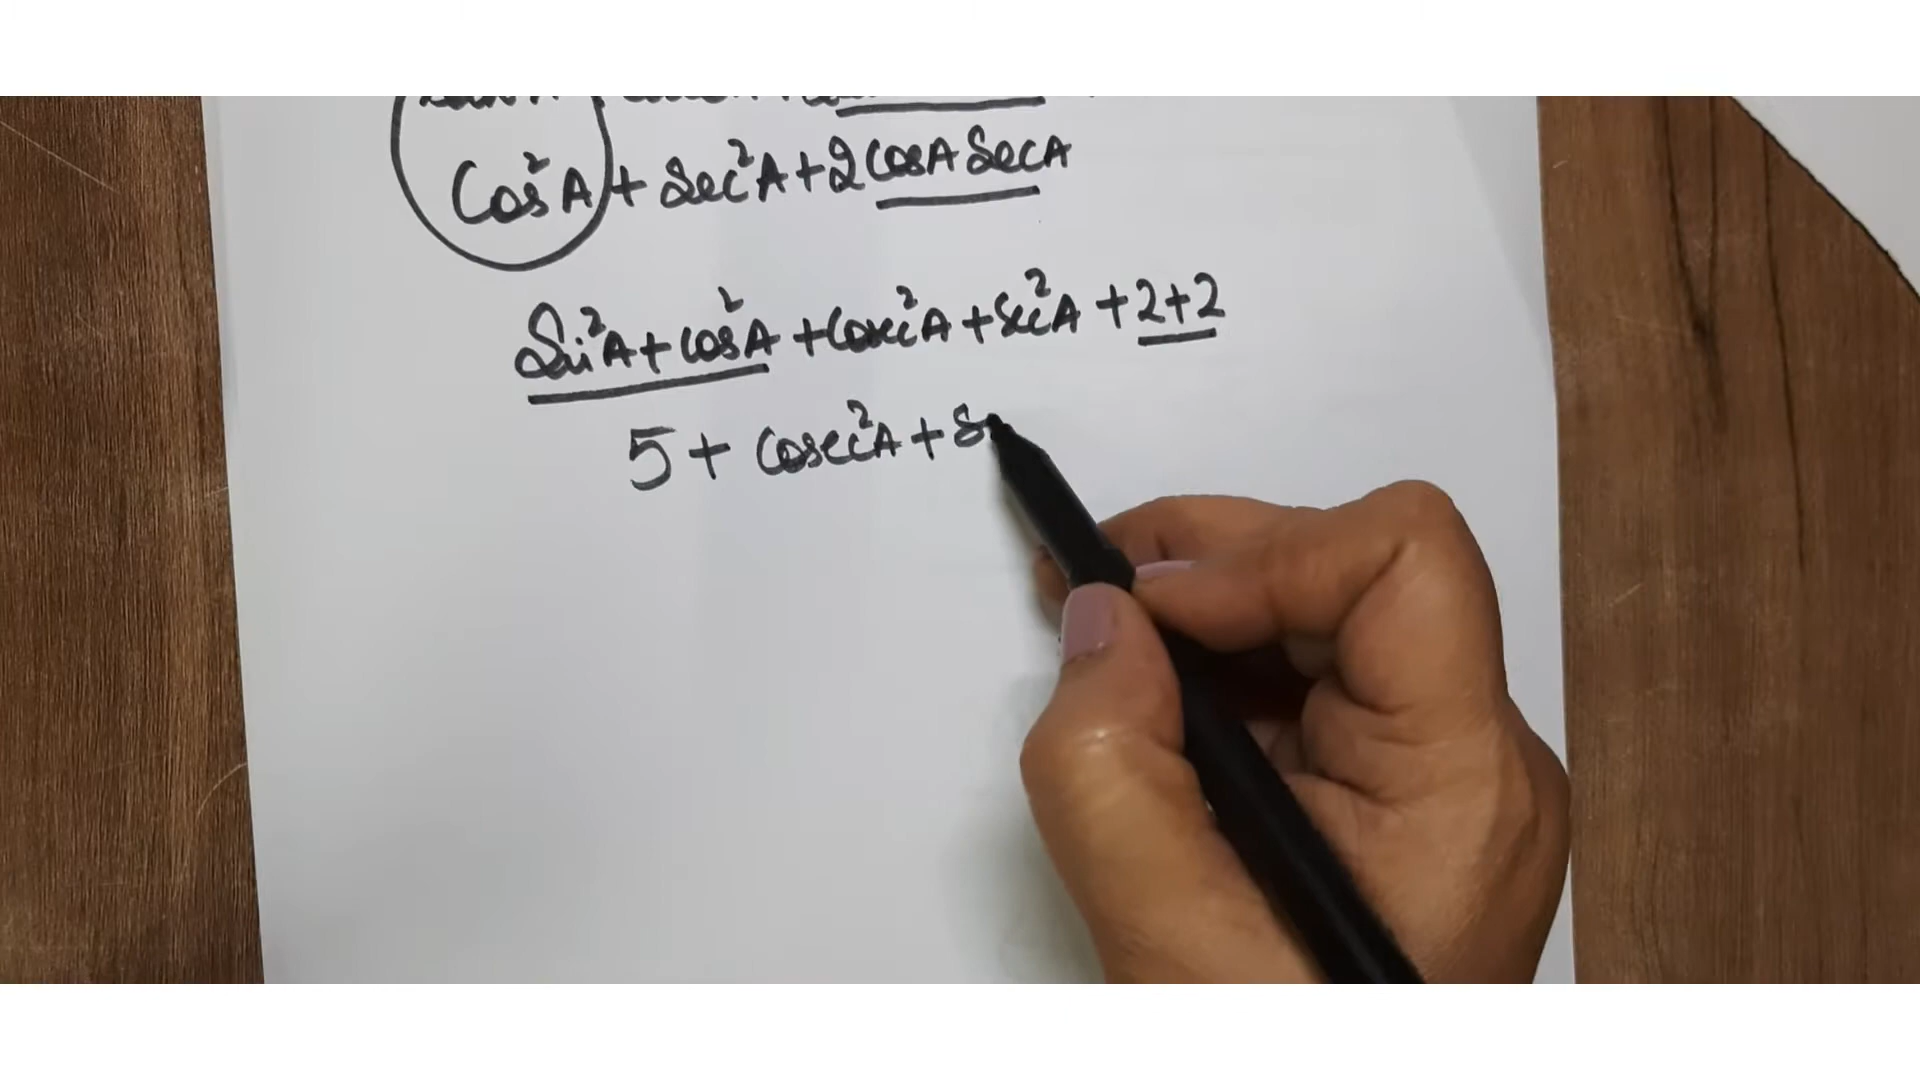 Cos²A + Sec²A + 2 CosA SecA
Sin²A + cos²A + Cosec²A + Sec²A + 2+2
5 + Cosec²A + S